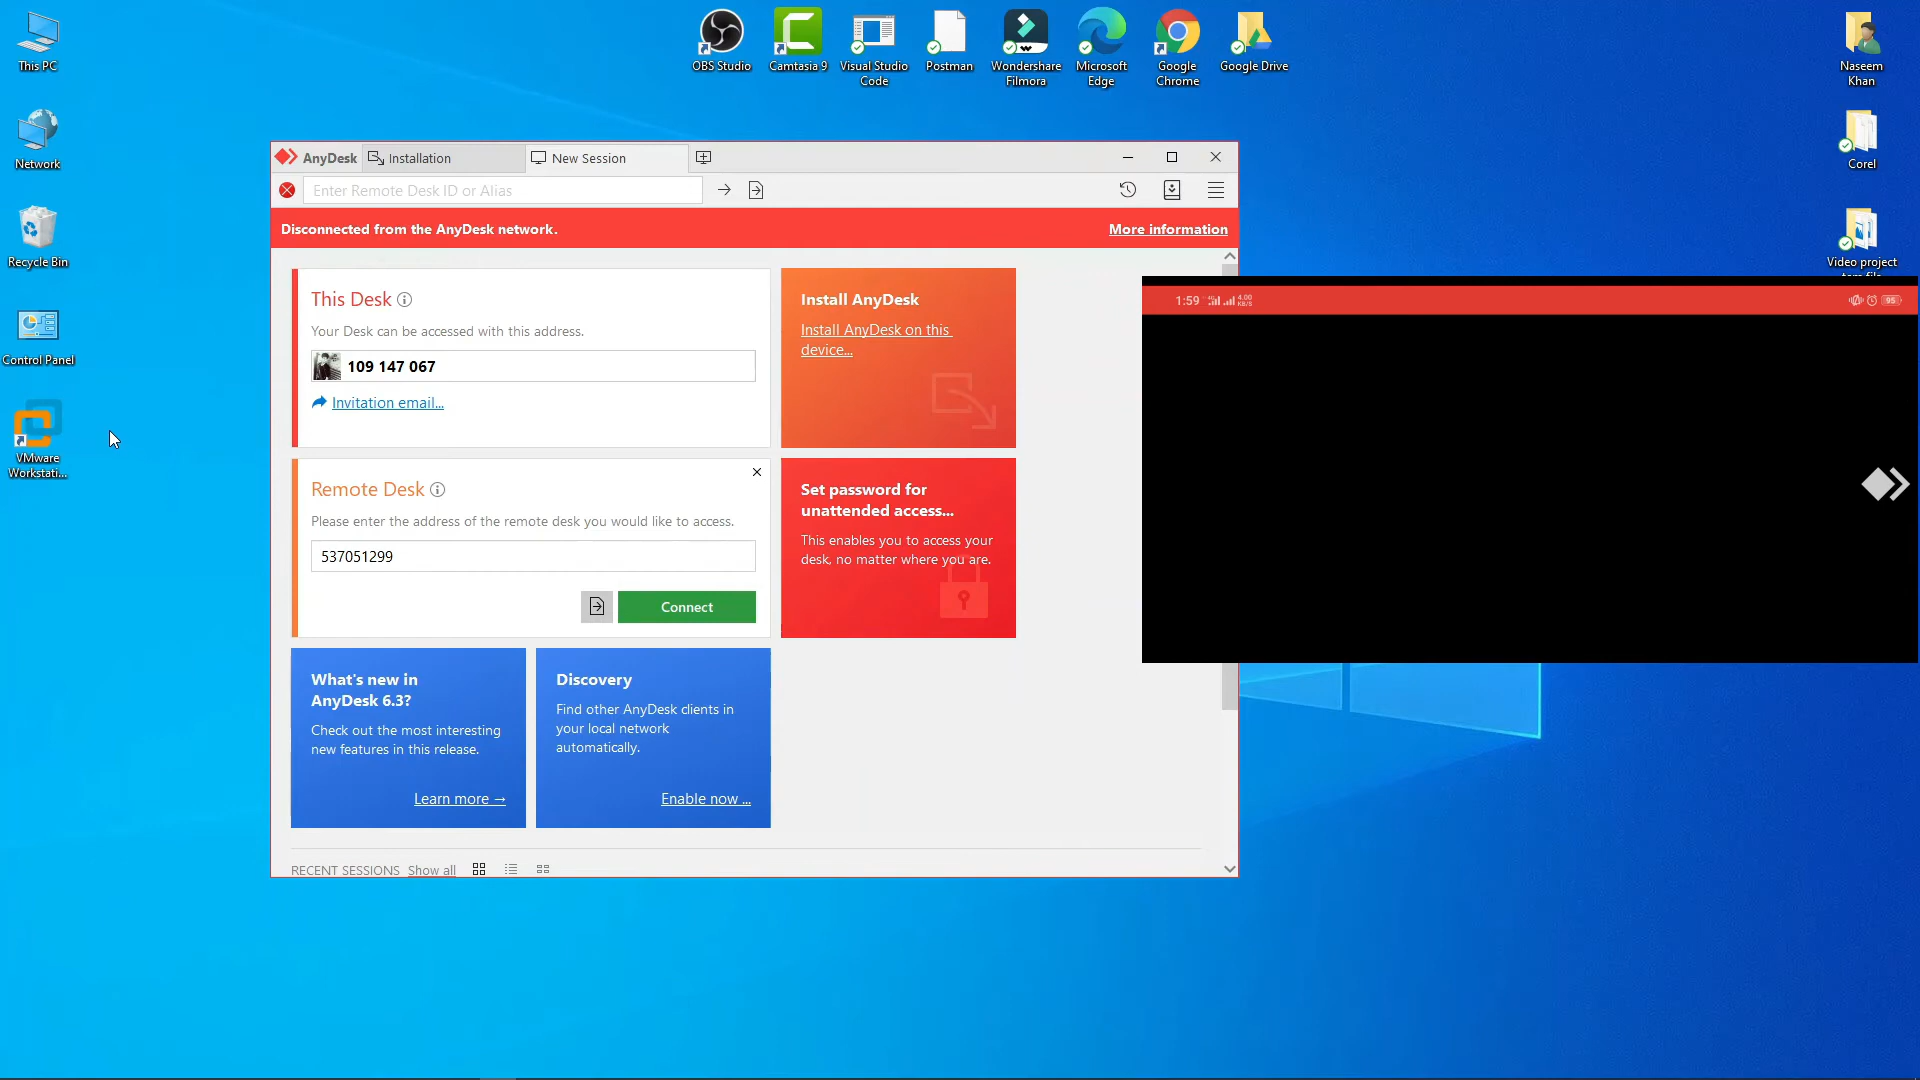 This PC
Network
Recycle Bin
Control Panel
VMware
Workstati...
OBS Studio
Camtasia 9
Visual Studio
Code
Postman
Wondershare
Filmora
Microsoft
Edge
Google
Chrome
Google Drive
Naseem
Khan
Corel
Video project
AnyDesk
Installation
New Session
Enter Remote Desk ID or Alias
Disconnected from the AnyDesk network.
More information
This Desk
Your Desk can be accessed with this address.
109 147 067
Invitation email...
Install AnyDesk
Install AnyDesk on this
device...
Remote Desk
Please enter the address of the remote desk you would like to access.
537051299
Connect
Set password for
unattended access...
This enables you to access your
desk, no matter where you are.
What's new in
AnyDesk 6.3?
Check out the most interesting
new features in this release.
Learn more →
Discovery
Find other AnyDesk clients in
your local network
automatically.
Enable now ...
RECENT SESSIONS Show all
1:59
4.00
KB/S
95